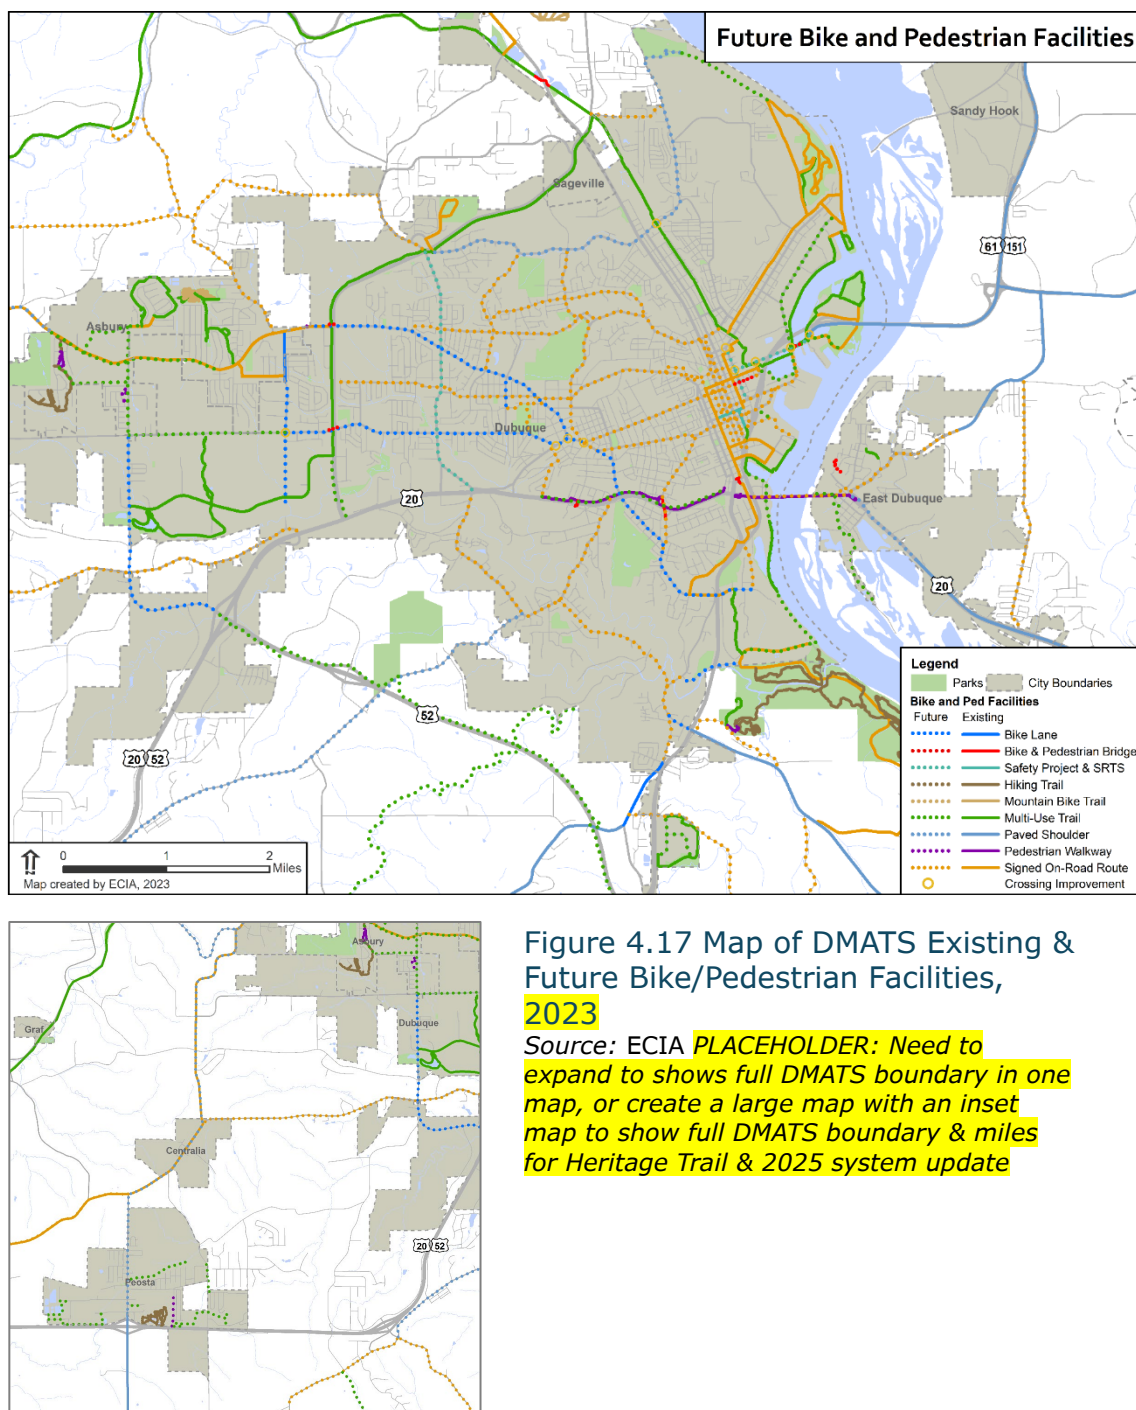 Future Bike and Pedestrian Facilities
Sandy Hook
Sageville
61 151
Asbury
Dubuque
20
East Dubuque
20
52
20 52
Legend
Parks City Boundaries
Bike and Ped Facilities
Future Existing
Bike Lane
Bike & Pedestrian Bridge
Safety Project & SRTS
Hiking Trail
Mountain Bike Trail
Multi-Use Trail
Paved Shoulder
Pedestrian Walkway
Signed On-Road Route
Crossing Improvement
0 1 2
Miles
Map created by ECIA, 2023
Asbury
Graf
Dubuque
Centralia
20 52
Peosta
Figure 4.17 Map of DMATS Existing &
Future Bike/Pedestrian Facilities,
2023
Source: ECIA PLACEHOLDER: Need to
expand to shows full DMATS boundary in one
map, or create a large map with an inset
map to show full DMATS boundary & miles
for Heritage Trail & 2025 system update